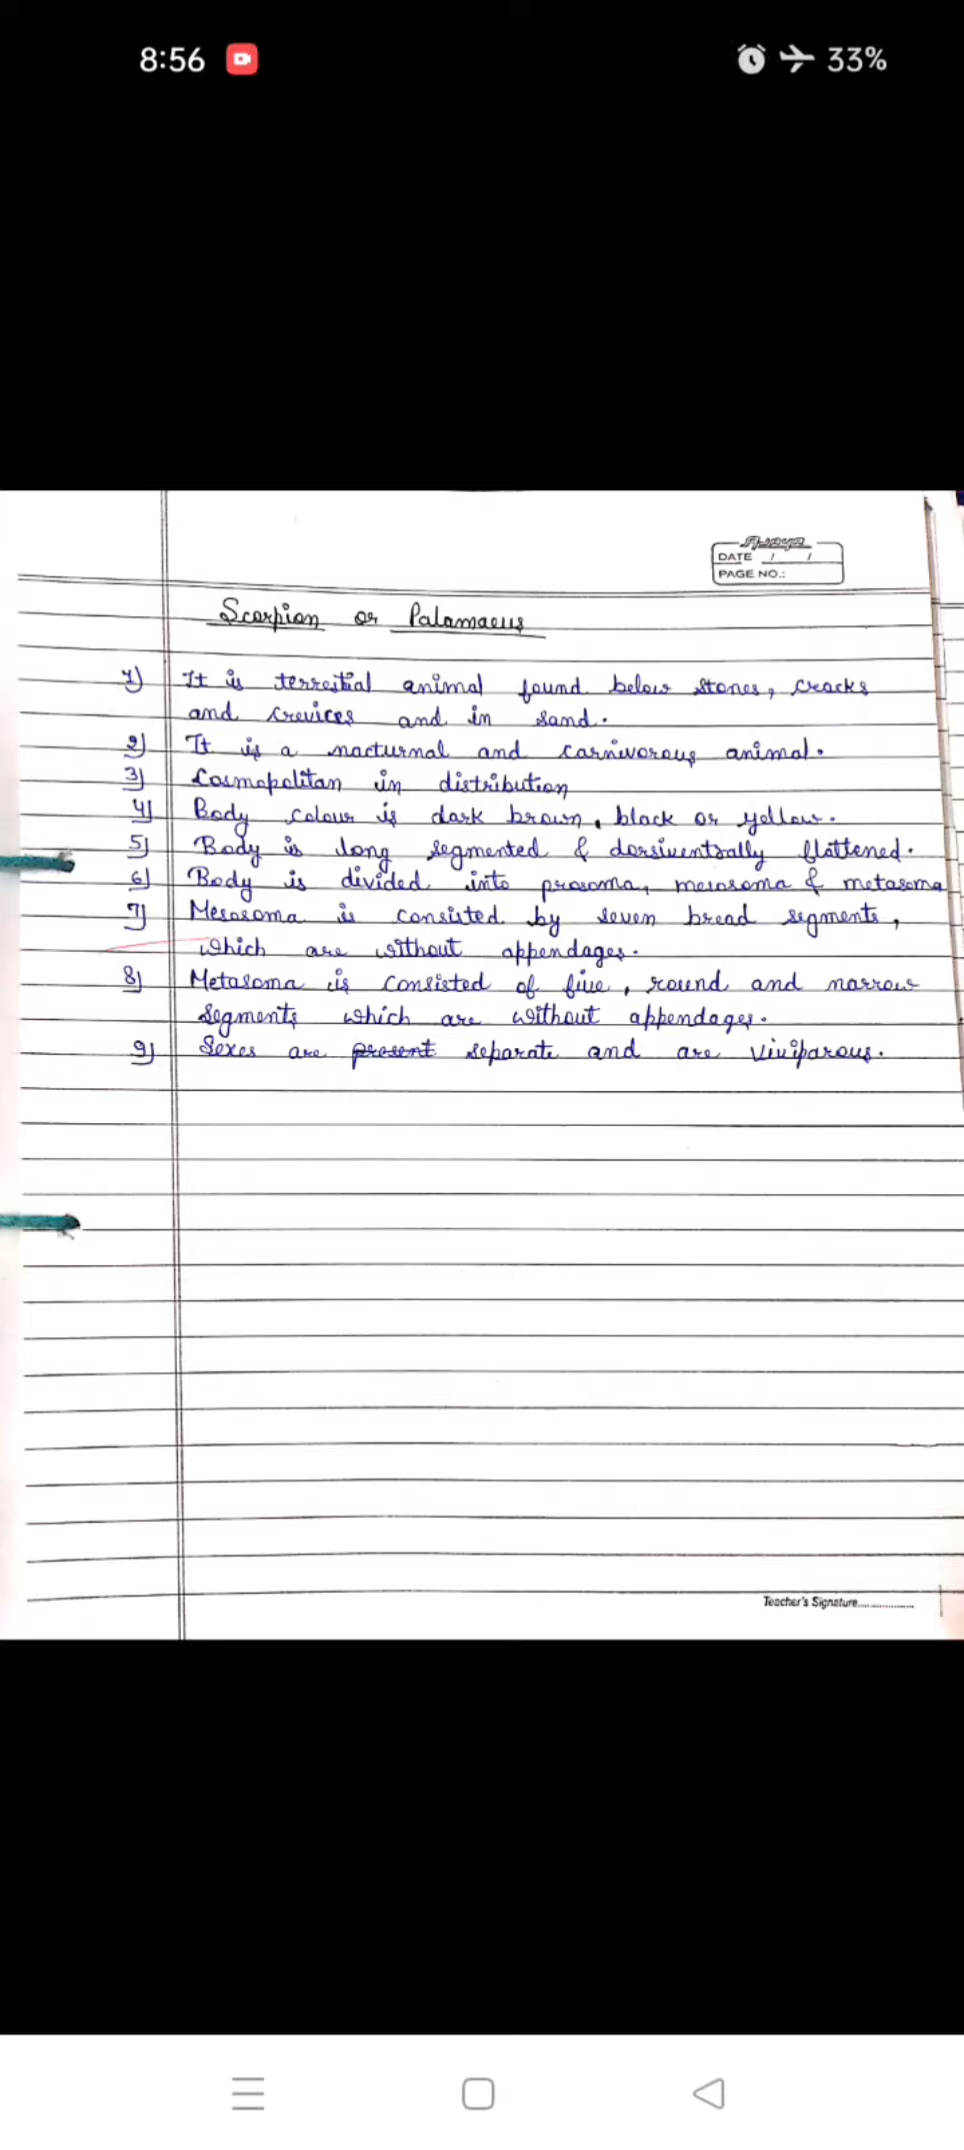 8:56 33%
DATE / /
PAGE NO.:
Scorpion or Palamaeus
1) It is terrestial animal found below stones, cracks
and crevices and in sand.
2) It is a nocturnal and carnivorous animal.
3) Cosmopolitan in distribution
4) Body colour is dark brown, black or yellow.
5) Body is long segmented & dorsiventrally flattened.
6) Body is divided into prosoma, mesosoma & metasoma
7) Mesosoma is consisted by seven bread segments,
which are without appendages.
8) Metasoma is consisted of five, round and narrow
segments which are without appendages.
9) Sexes are present separate and are viviparous.
Teacher's Signature..............